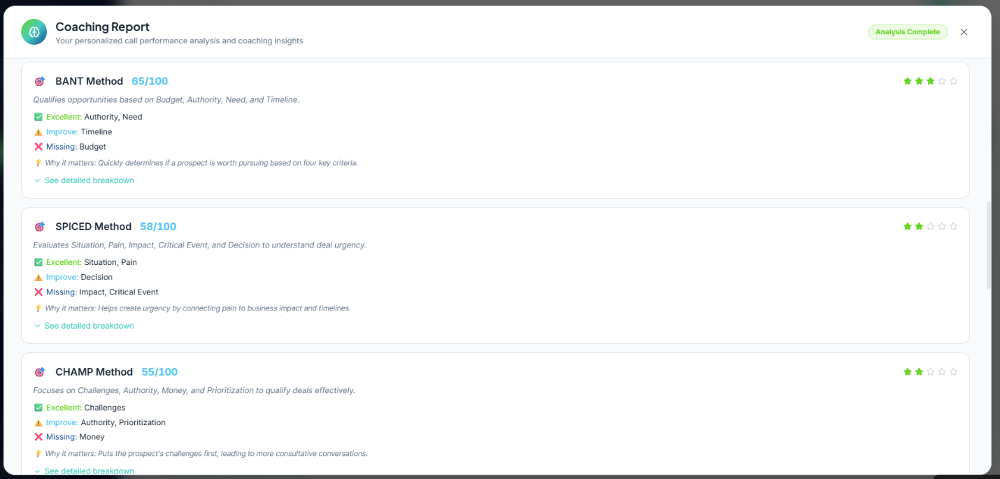 Coaching Report
Your personalized call performance analysis and coaching insights
Analysis Complete
BANT Method 65/100
Qualifies opportunities based on Budget, Authority, Need, and Timeline.
Excellent: Authority, Need
Improve: Timeline
Missing: Budget
Why it matters: Quickly determines if a prospect is worth pursuing based on four key criteria.
See detailed breakdown
SPICED Method 58/100
Evaluates Situation, Pain, Impact, Critical Event, and Decision to understand deal urgency.
Excellent: Situation, Pain
Improve: Decision
Missing: Impact, Critical Event
Why it matters: Helps create urgency by connecting pain to business impact and timelines.
See detailed breakdown
CHAMP Method 55/100
Focuses on Challenges, Authority, Money, and Prioritization to qualify deals effectively.
Excellent: Challenges
Improve: Authority, Prioritization
Missing: Money
Why it matters: Puts the prospect's challenges first, leading to more consultative conversations.
See detailed breakdown